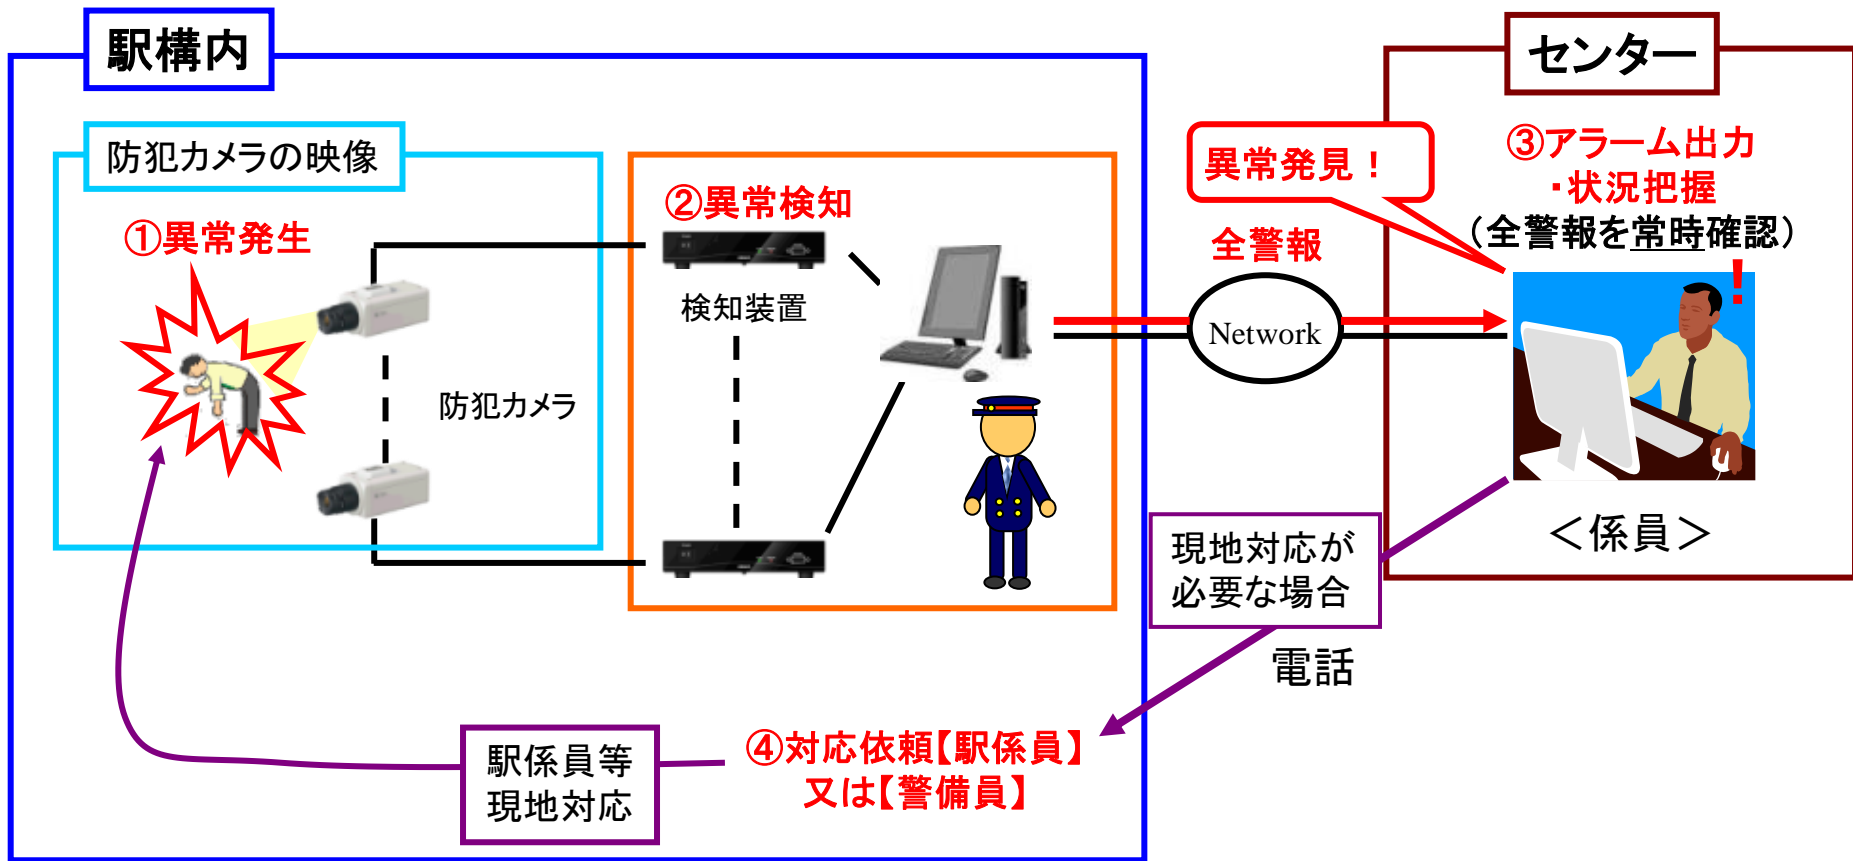 駅構内
センター
防犯カメラの映像
①異常発生
防犯カメラ
②異常検知
検知装置
異常発見！
全警報
Network
③アラーム出力
・状況把握
（全警報を常時確認）
!
＜係員＞
現地対応が
必要な場合
電話
④対応依頼【駅係員】
又は【警備員】
駅係員等
現地対応